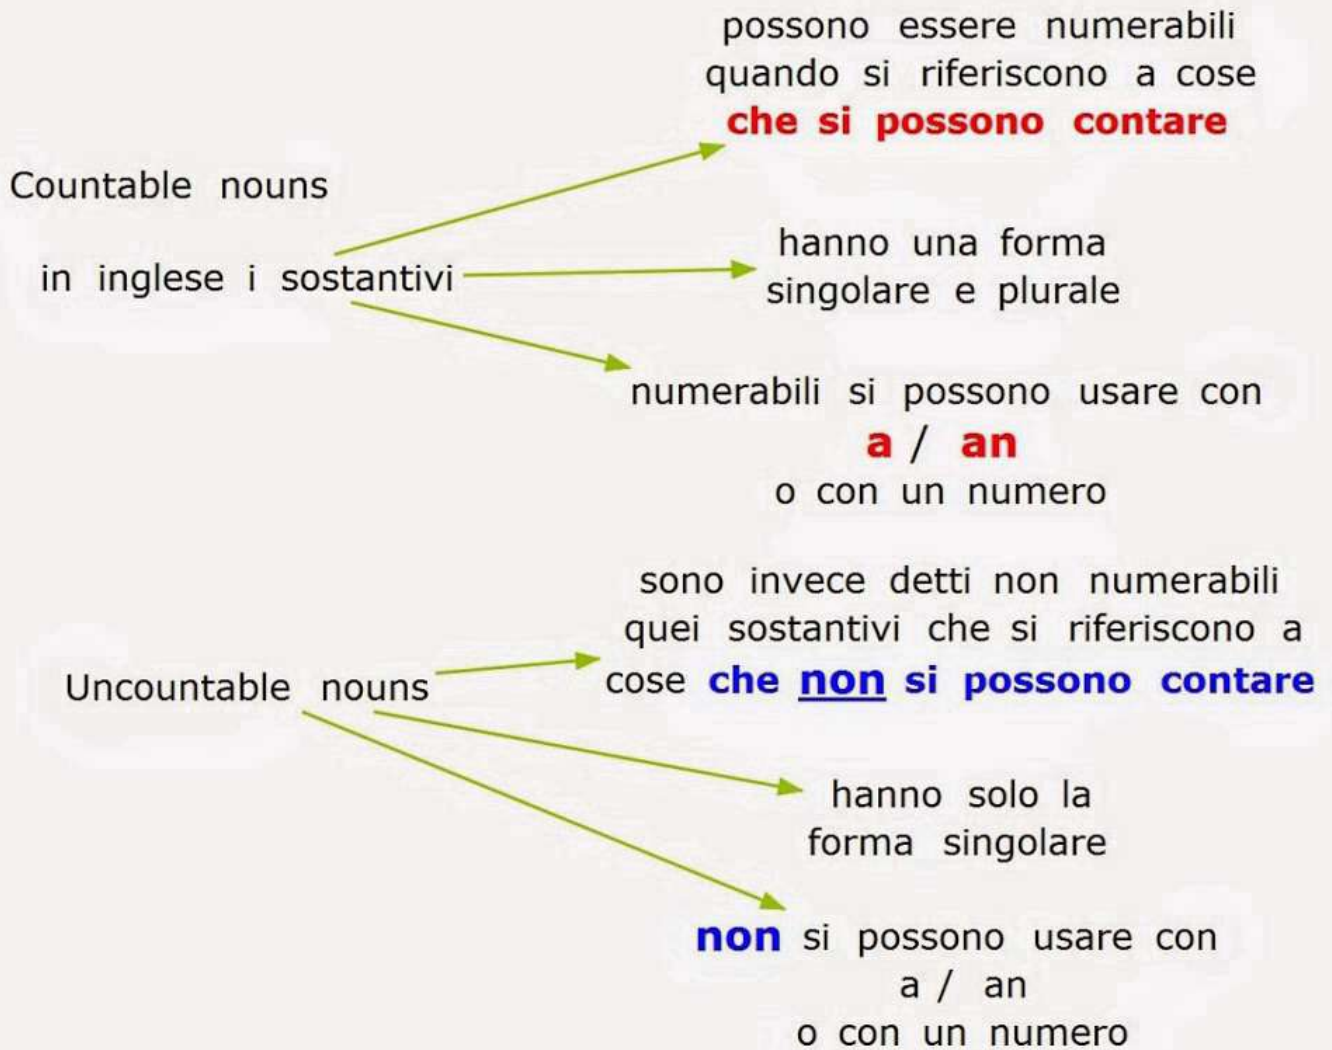 possono essere numerabili
quando si riferiscono a cose
che si possono contare
Countable nouns
in inglese i sostantivi
hanno una forma
singolare e plurale
numerabili si possono usare con
a / an
o con un numero
sono invece detti non numerabili
quei sostantivi che si riferiscono a
cose che non si possono contare
Uncountable nouns
hanno solo la
forma singolare
non si possono usare con
a / an
o con un numero